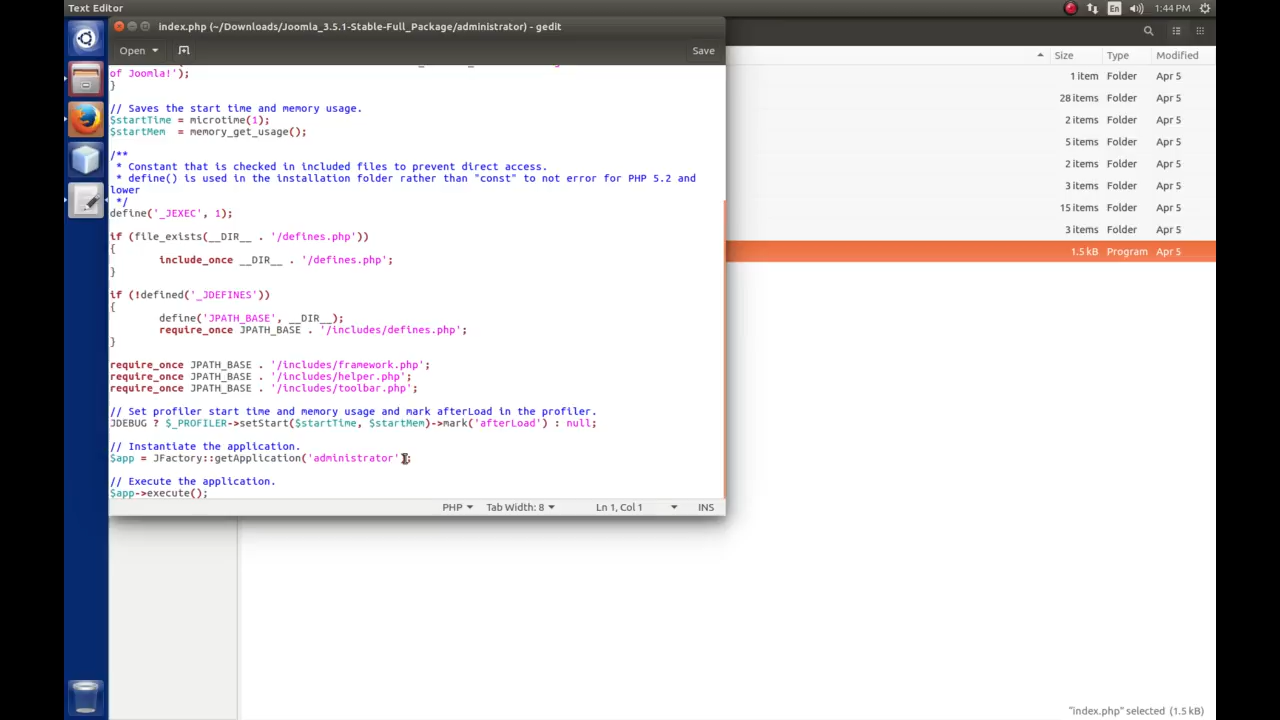 Text Editor
En
1:44 PM
index.php (~/Downloads/Joomla_3.5.1-Stable-Full_Package/administrator) - gedit
Open
Save
of Joomla!');
}
// Saves the start time and memory usage.
$startTime = microtime(1);
$startMem  = memory_get_usage();
/**
 * Constant that is checked in included files to prevent direct access.
 * define() is used in the installation folder rather than "const" to not error for PHP 5.2 and
lower
 */
define('_JEXEC', 1);
if (file_exists(__DIR__ . '/defines.php'))
{
        include_once __DIR__ . '/defines.php';
}
if (!defined('_JDEFINES'))
{
        define('JPATH_BASE', __DIR__);
        require_once JPATH_BASE . '/includes/defines.php';
}
require_once JPATH_BASE . '/includes/framework.php';
require_once JPATH_BASE . '/includes/helper.php';
require_once JPATH_BASE . '/includes/toolbar.php';
// Set profiler start time and memory usage and mark afterLoad in the profiler.
JDEBUG ? $_PROFILER->setStart($startTime, $startMem)->mark('afterLoad') : null;
// Instantiate the application.
$app = JFactory::getApplication('administrator');
// Execute the application.
$app->execute();
PHP
Tab Width: 8
Ln 1, Col 1
INS
Size Type Modified
1 item Folder Apr 5
28 items Folder Apr 5
2 items Folder Apr 5
5 items Folder Apr 5
2 items Folder Apr 5
3 items Folder Apr 5
15 items Folder Apr 5
3 items Folder Apr 5
1.5 kB Program Apr 5
"index.php" selected (1.5 kB)